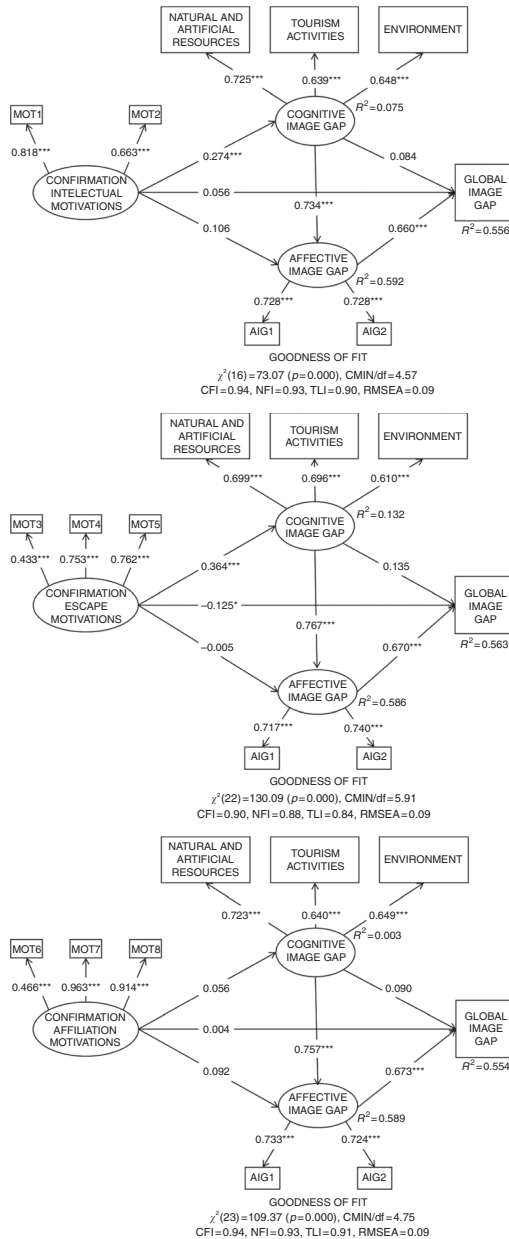 NATURAL AND
ARTIFICIAL
RESOURCES
TOURISM
ACTIVITIES
ENVIRONMENT
0.725***
0.639***
0.648***
MOT1
MOT2
COGNITIVE
IMAGE GAP
R²=0.075
0.818***
0.663***
0.274***
0.084
CONFIRMATION
INTELECTUAL
MOTIVATIONS
0.056
GLOBAL
IMAGE
GAP
0.734***
0.106
0.660***
R²=0.556
AFFECTIVE
IMAGE GAP
R²=0.592
0.728***
0.728***
AIG1
AIG2
GOODNESS OF FIT
χ²(16)=73.07 (p=0.000), CMIN/df=4.57
CFI=0.94, NFI=0.93, TLI=0.90, RMSEA=0.09
NATURAL AND
ARTIFICIAL
RESOURCES
TOURISM
ACTIVITIES
ENVIRONMENT
0.699***
0.696***
0.610***
R²=0.132
MOT3
MOT4
MOT5
COGNITIVE
IMAGE GAP
0.433***
0.753***
0.762***
0.364***
0.135
CONFIRMATION
ESCAPE
MOTIVATIONS
−0.125*
GLOBAL
IMAGE
GAP
0.767***
−0.005
0.670***
R²=0.563
AFFECTIVE
IMAGE GAP
R²=0.586
0.717***
0.740***
AIG1
AIG2
GOODNESS OF FIT
χ²(22)=130.09 (p=0.000), CMIN/df=5.91
CFI=0.90, NFI=0.88, TLI=0.84, RMSEA=0.09
NATURAL AND
ARTIFICIAL
RESOURCES
TOURISM
ACTIVITIES
ENVIRONMENT
0.723***
0.640***
0.649***
R²=0.003
MOT6
MOT7
MOT8
COGNITIVE
IMAGE GAP
0.466***
0.963***
0.914***
0.056
0.090
CONFIRMATION
AFFILIATION
MOTIVATIONS
0.004
GLOBAL
IMAGE
GAP
0.757***
0.092
0.673***
R²=0.554
AFFECTIVE
IMAGE GAP
R²=0.589
0.733***
0.724***
AIG1
AIG2
GOODNESS OF FIT
χ²(23)=109.37 (p=0.000), CMIN/df=4.75
CFI=0.94, NFI=0.93, TLI=0.91, RMSEA=0.09